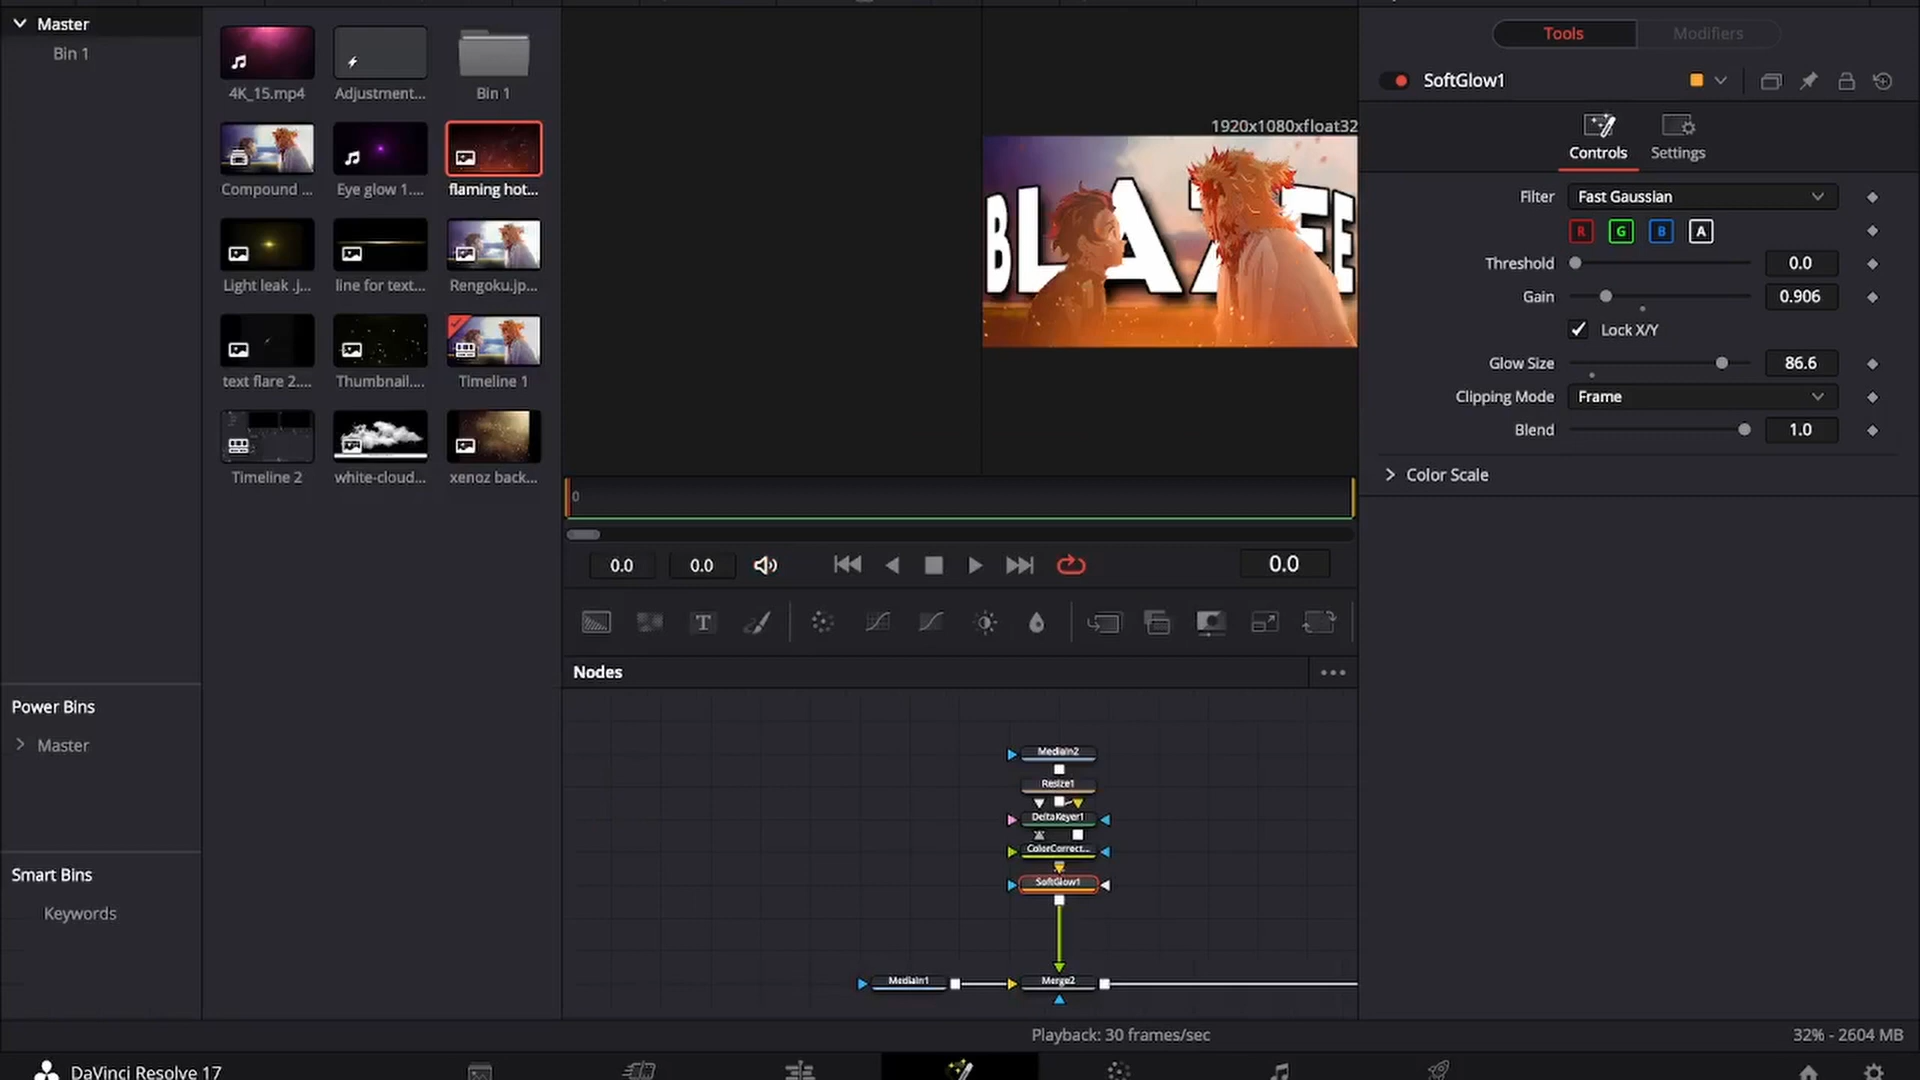 Master
Bin 1
4K_15.mp4
Adjustment...
Bin 1
Compound ...
Eye glow 1....
flaming hot...
Light leak .j...
line for text...
Rengoku.jp...
text flare 2....
Thumbnail....
Timeline 1
Timeline 2
white-cloud...
xenoz back...
Power Bins
Master
Smart Bins
Keywords
1920x1080xfloat32
BLAZEE
0
0.0
0.0
0.0
T
Nodes
MediaIn2
Resize1
DeltaKeyer1
ColorCorrect...
SoftGlow1
MediaIn1
Merge2
Playback: 30 frames/sec
Tools
Modifiers
SoftGlow1
Controls
Settings
Filter
Fast Gaussian
R
G
B
A
Threshold
0.0
Gain
0.906
Lock X/Y
Glow Size
86.6
Clipping Mode
Frame
Blend
1.0
Color Scale
32% - 2604 MB
DaVinci Resolve 17